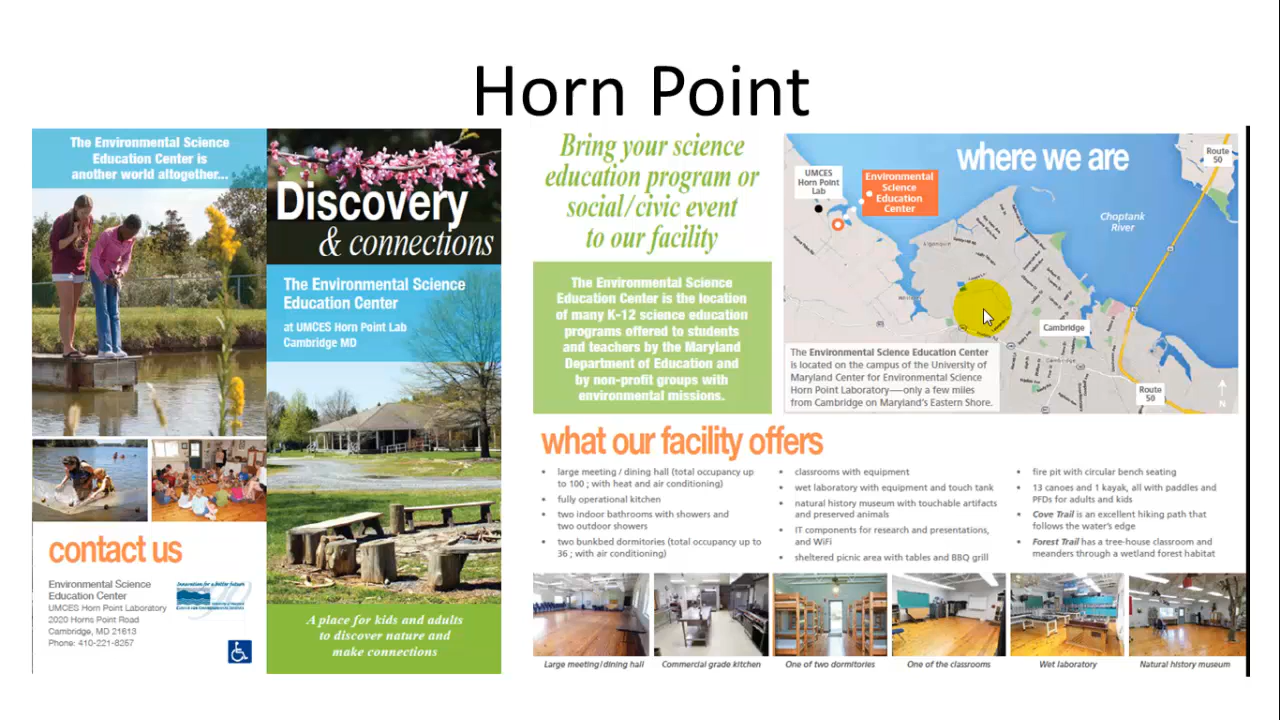 Horn Point
The Environmental Science
Education Center is
another world altogether...
contact us
Environmental Science
Education Center
UMCES Horn Point Laboratory
2020 Horns Point Road
Cambridge, MD 21613
Phone: 410-221-8257
Discovery
& connections
The Environmental Science
Education Center
at UMCES Horn Point Lab
Cambridge MD
A place for kids and adults
to discover nature and
make connections
Bring your science
education program or
social/civic event
to our facility
The Environmental Science
Education Center is the location
of many K-12 science education
programs offered to students
and teachers by the Maryland
Department of Education and
by non-profit groups with
environmental missions.
where we are
UMCES
Horn Point
Lab
Environmental
Science
Education
Center
Route
50
Choptank
River
Cambridge
Cambridge
Route
50
N
The Environmental Science Education Center
is located on the campus of the University of
Maryland Center for Environmental Science
Horn Point Laboratory—only a few miles
from Cambridge on Maryland's Eastern Shore.
what our facility offers
• large meeting / dining hall (total occupancy up
to 100 ; with heat and air conditioning)
• fully operational kitchen
• two indoor bathrooms with showers and
two outdoor showers
• two bunkbed dormitories (total occupancy up to
36 ; with air conditioning)
• classrooms with equipment
• wet laboratory with equipment and touch tank
• natural history museum with touchable artifacts
and preserved animals
• IT components for research and presentations,
and WiFi
• sheltered picnic area with tables and BBQ grill
• fire pit with circular bench seating
• 13 canoes and 1 kayak, all with paddles and
PFDs for adults and kids
• Cove Trail is an excellent hiking path that
follows the water's edge
• Forest Trail has a tree-house classroom and
meanders through a wetland forest habitat
Large meeting/dining hall
Commercial grade kitchen
One of two dormitories
One of the classrooms
Wet laboratory
Natural history museum